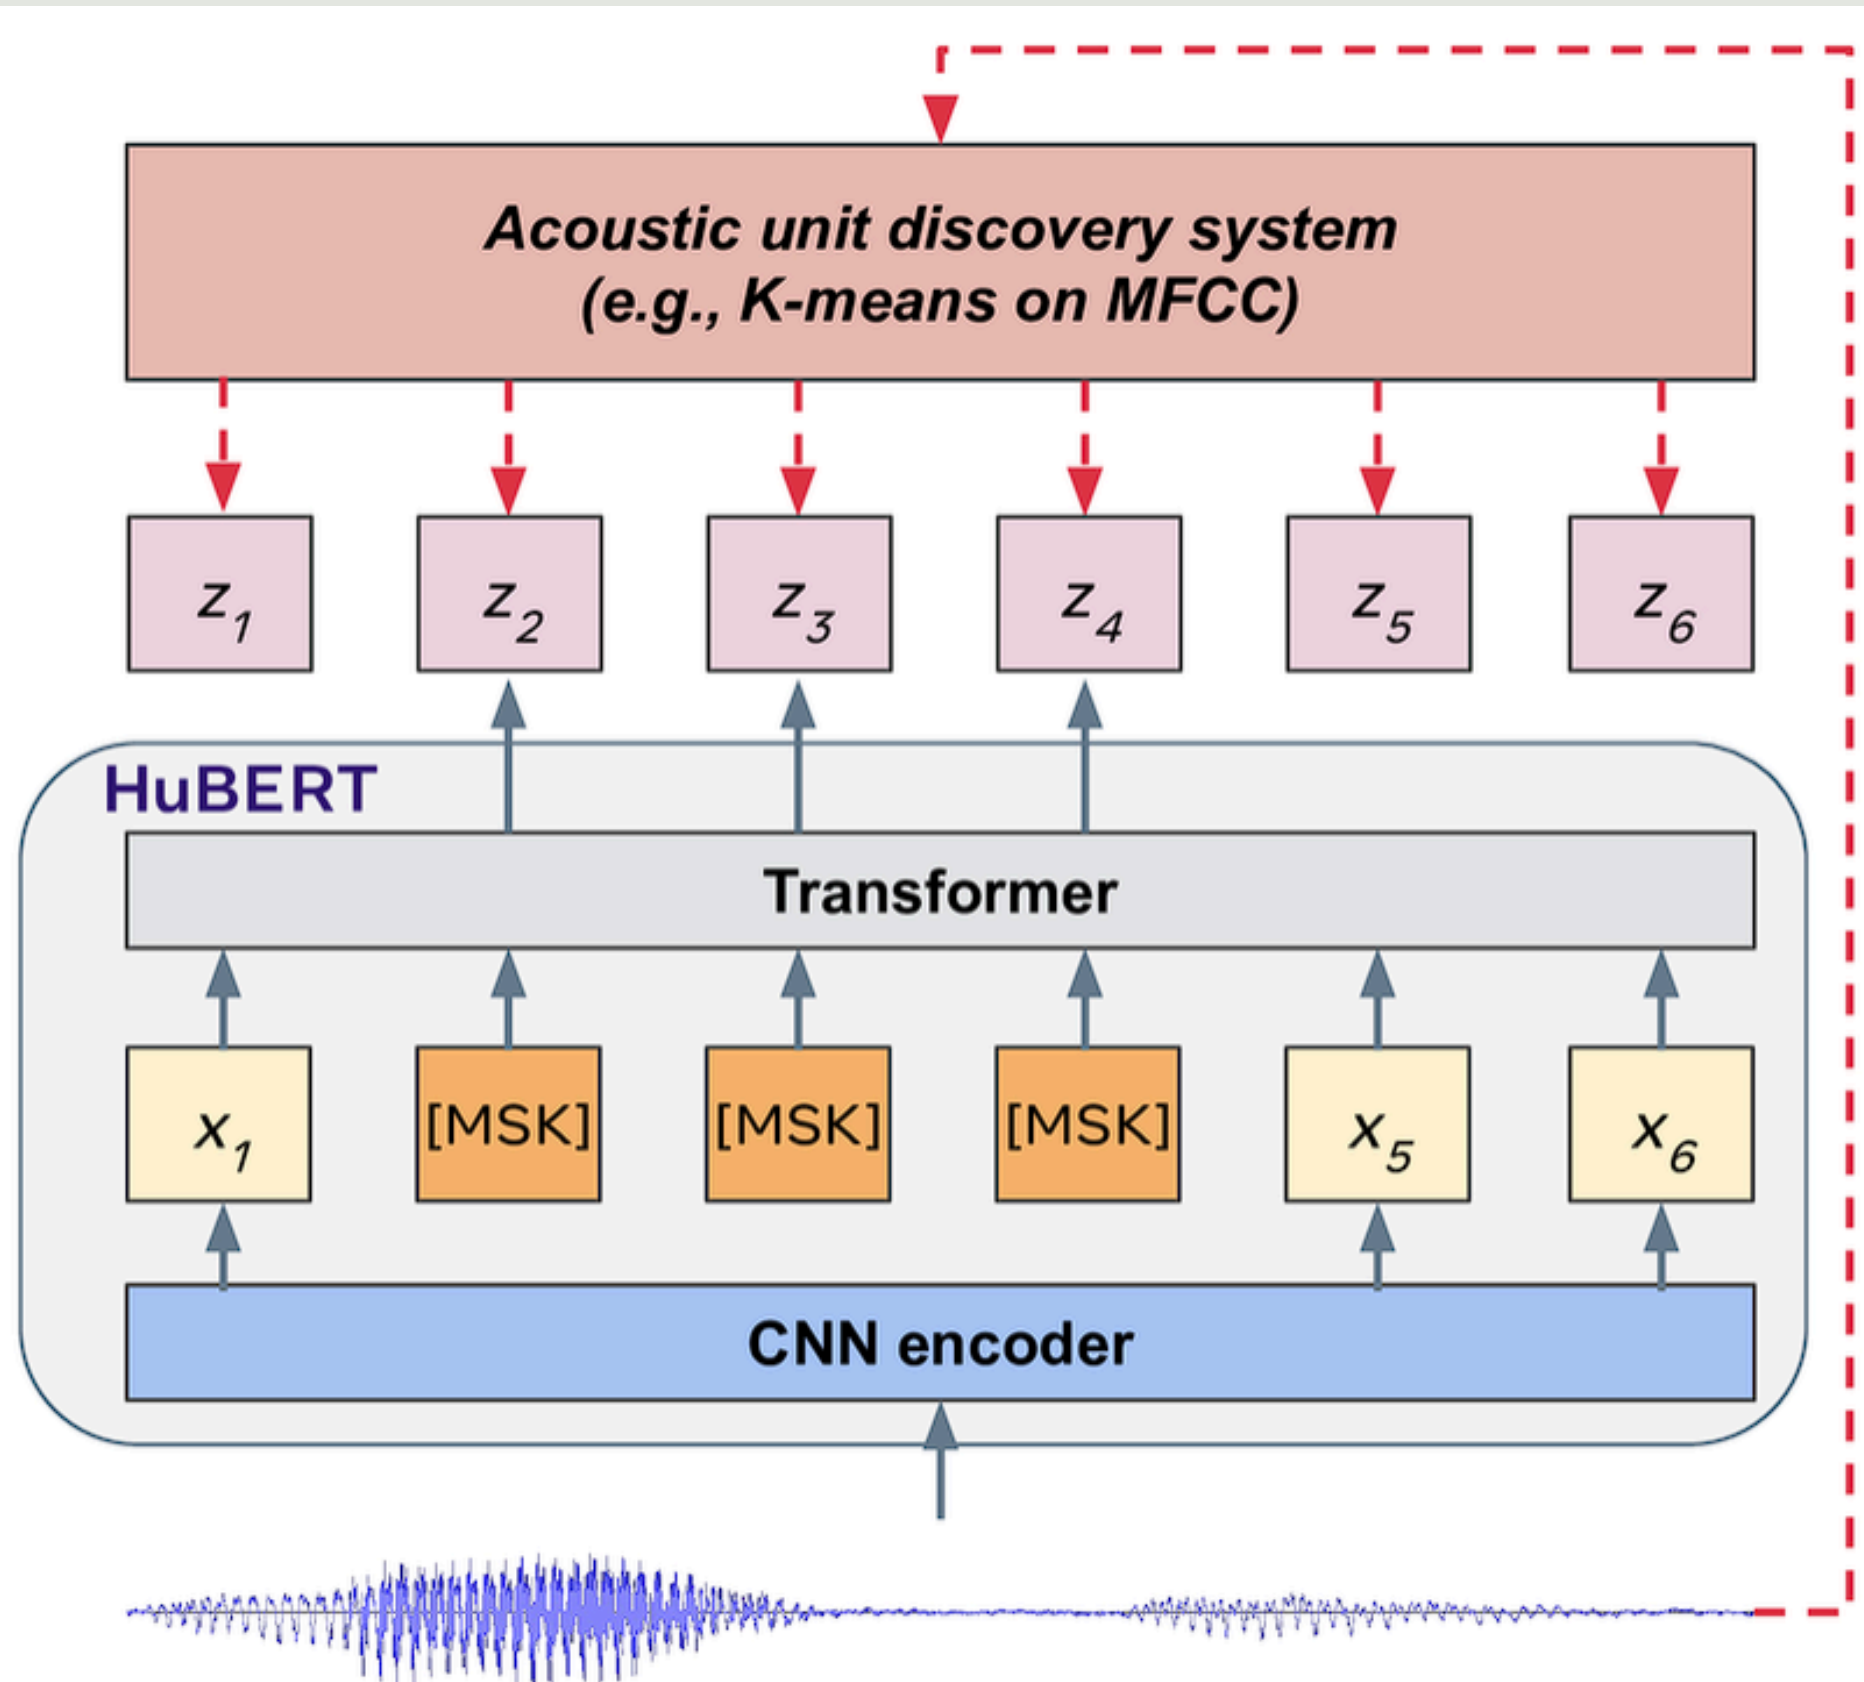 Acoustic unit discovery system
(e.g., K-means on MFCC)
z1 z2 z3 z4 z5 z6
HuBERT
Transformer
x1 [MSK] [MSK] [MSK] x5 x6
CNN encoder